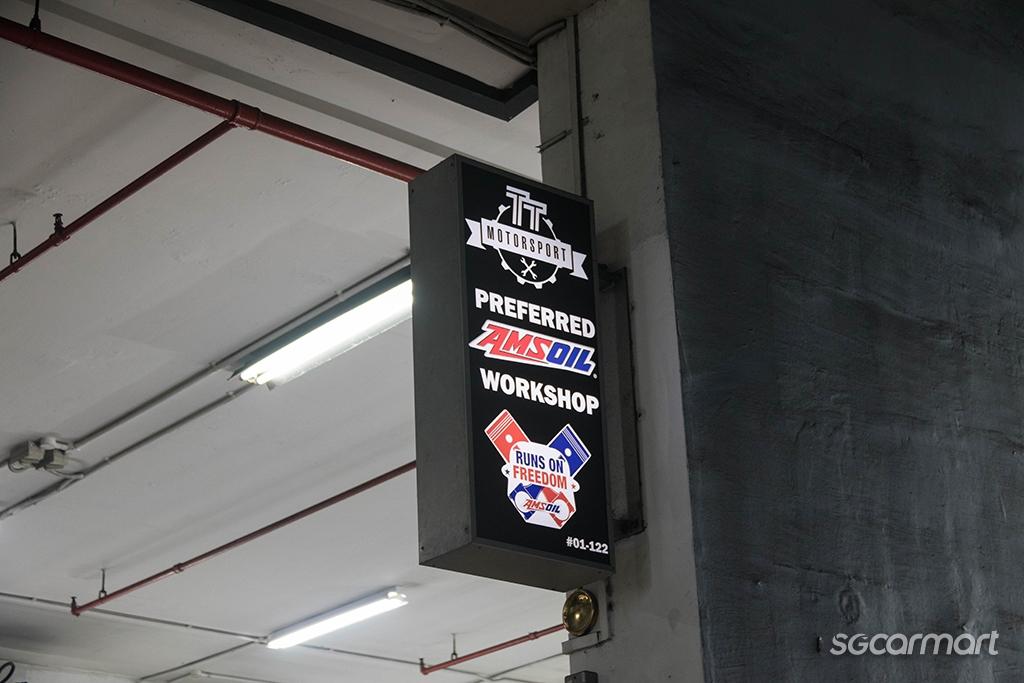 TT
MOTORSPORT
PREFERRED
AMSOIL
WORKSHOP
RUNS ON
FREEDOM
AMSOIL
#01-122
sgcarmart